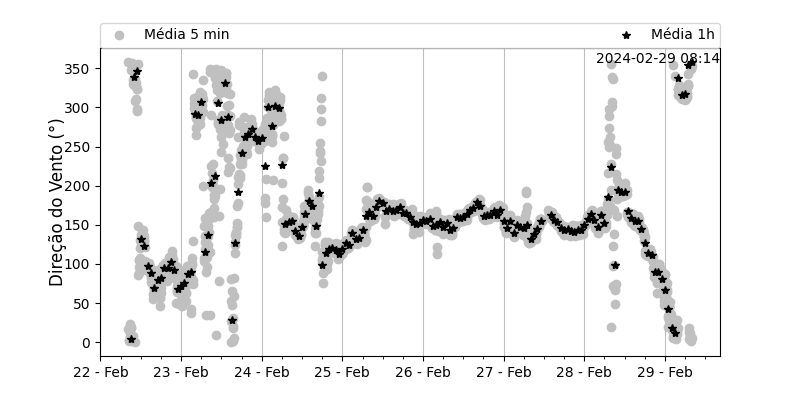 Média 5 min
Média 1h
2024-02-29 08:14
Direção do Vento (°)
350
300
250
200
150
100
50
0
22 - Feb
23 - Feb
24 - Feb
25 - Feb
26 - Feb
27 - Feb
28 - Feb
29 - Feb